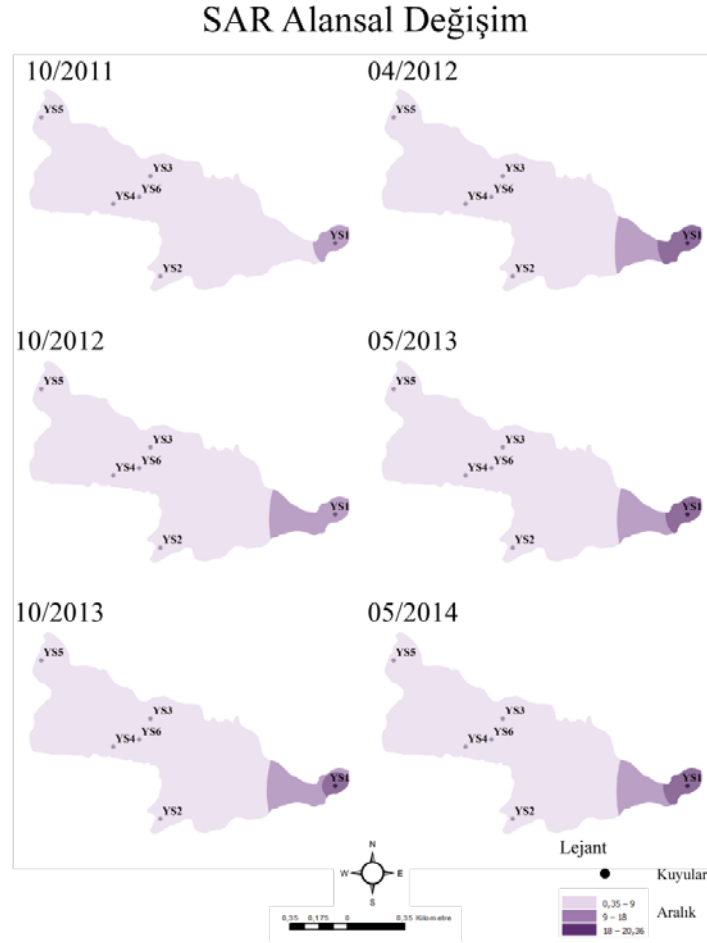 SAR Alansal Değişim
10/2011
04/2012
YS5
YS3
YS4
YS6
YS1
YS2
YS5
YS3
YS4
YS6
YS1
YS2
10/2012
05/2013
YS5
YS3
YS4
YS6
YS1
YS2
YS5
YS3
YS4
YS6
YS1
YS2
10/2013
05/2014
YS5
YS3
YS4
YS6
YS1
YS2
YS5
YS3
YS4
YS6
YS1
YS2
N
W
E
S
0,35 0,175 0 0,35 Kilometre
Lejant
Kuyular
Aralık
0,35 – 9
9 – 18
18 – 20,36